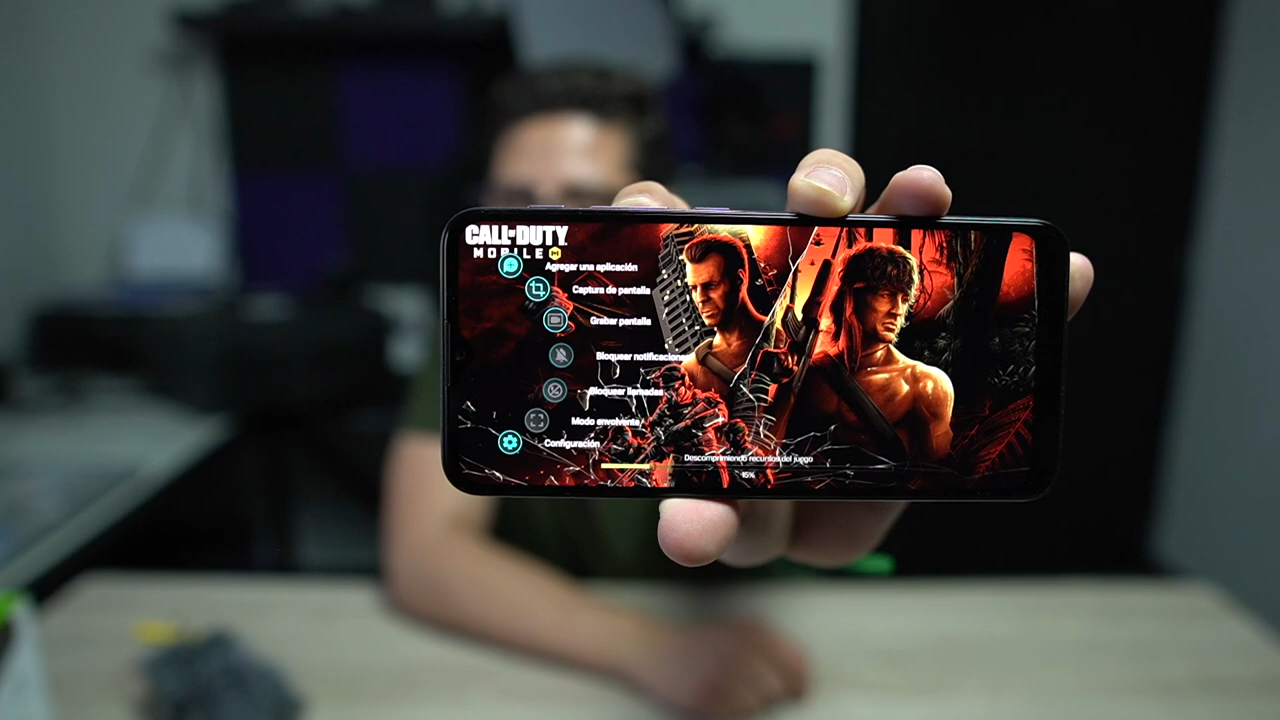 CALL OF DUTY
MOBILE
Agregar una aplicación
Captura de pantalla
Grabar pantalla
Bloquear notificaciones
Bloquear llamadas
Modo envolvente
Configuración
Descomprimiendo recursos del juego
15%